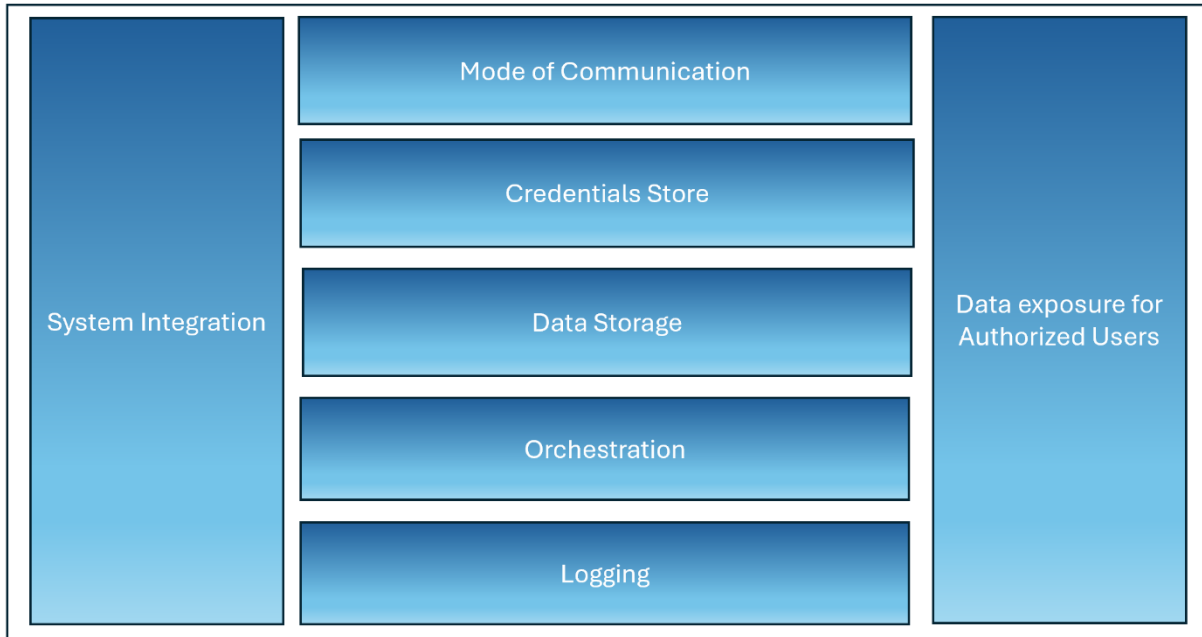 System Integration
Mode of Communication
Credentials Store
Data Storage
Orchestration
Logging
Data exposure for
Authorized Users